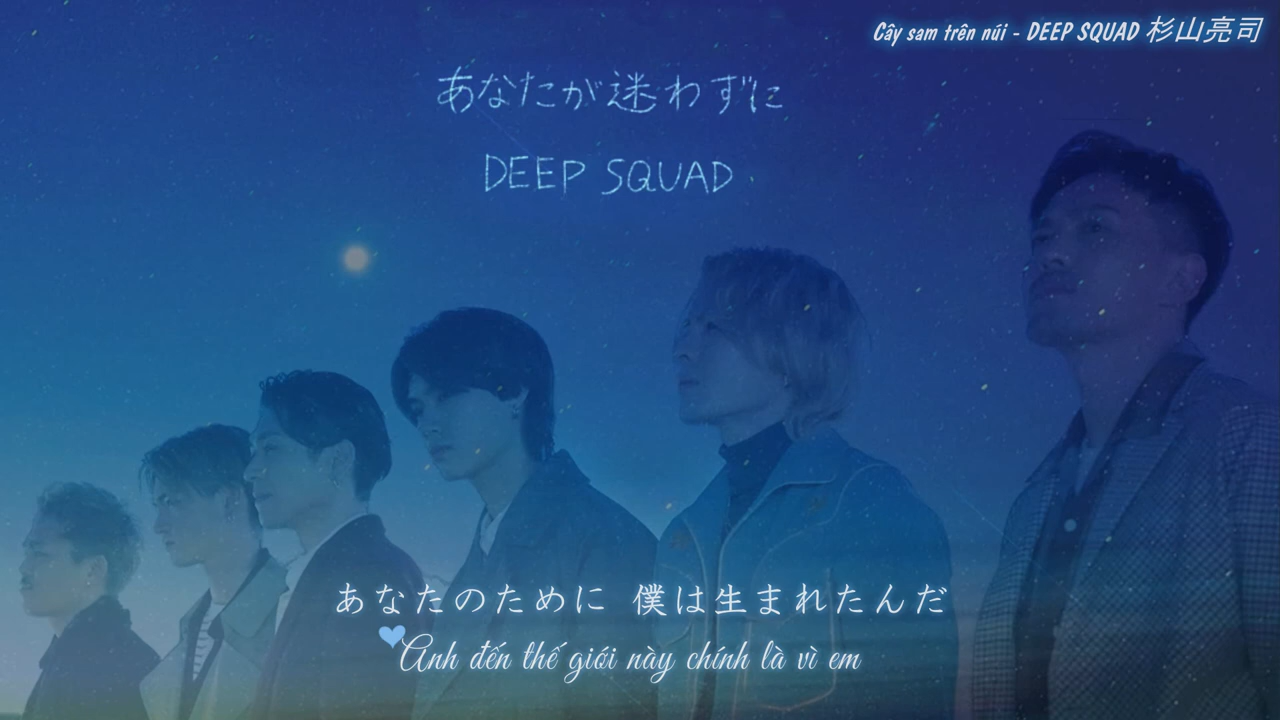 Cây sam trên núi - DEEP SQUAD 杉山亮司
あなたが迷わずに
DEEP SQUAD
あなたのために 僕は生まれたんだ
Anh đến thế giới này chính là vì em